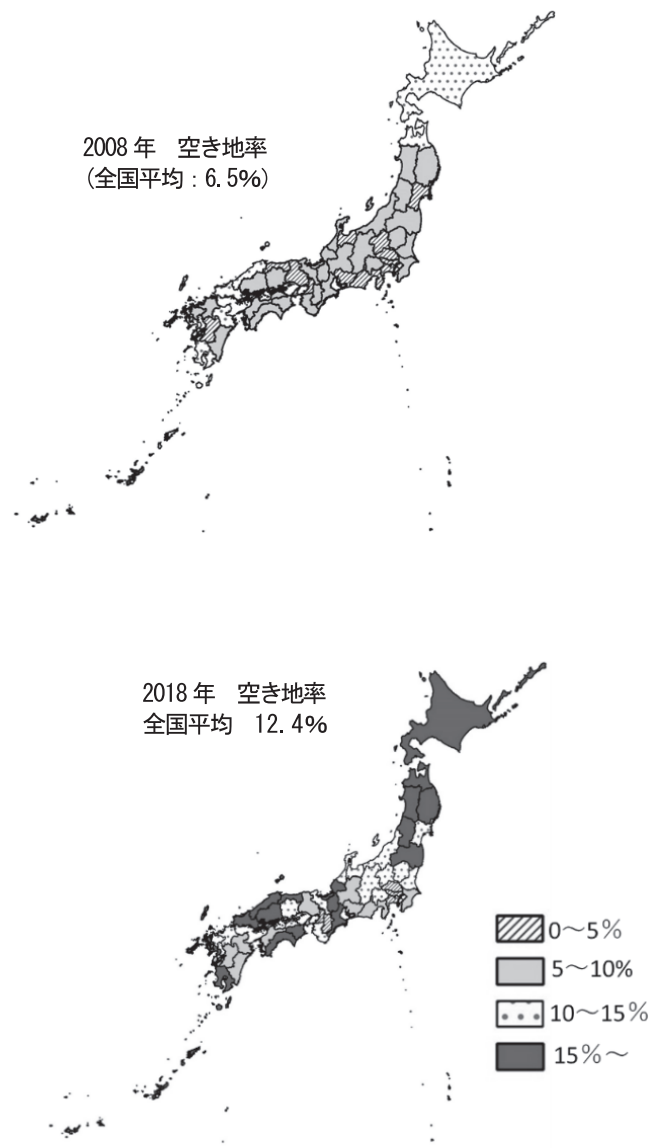 2008 年　空き地率
(全国平均：6.5%)
2018 年　空き地率
全国平均　12.4%
0～5%
5～10%
10～15%
15%～